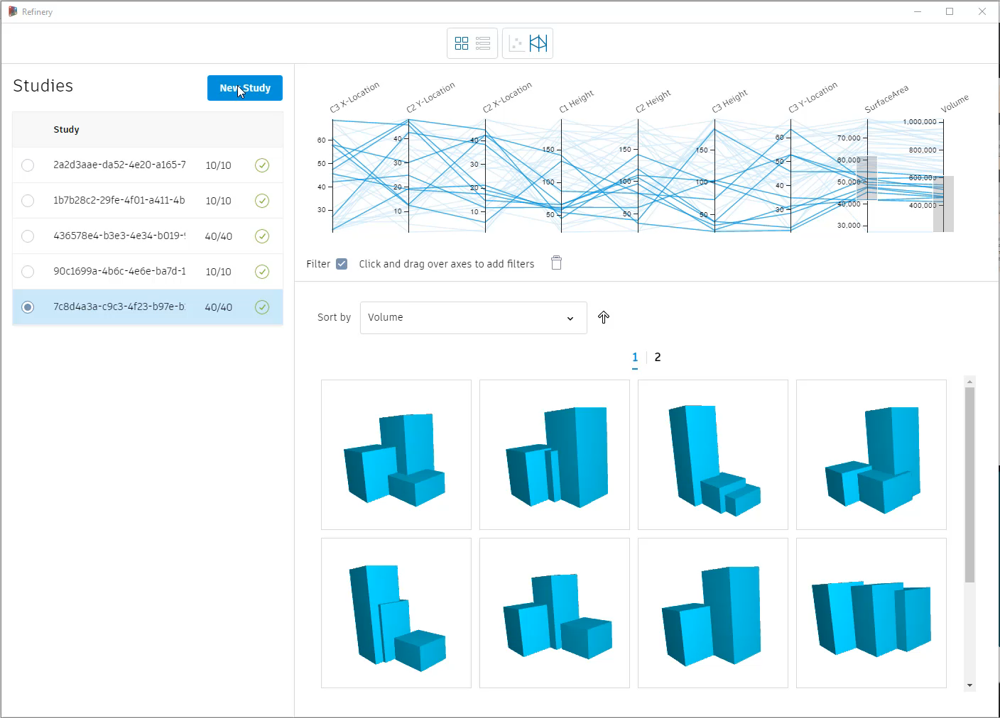 Refinery
Studies
New Study
Study
2a2d3aae-da52-4e20-a165-7 10/10
1b7b28c2-29fe-4f01-a411-4b 10/10
436578e4-b3e3-4e34-b019- 40/40
90c1699a-4b6c-4e6e-ba7d-1 10/10
7c8d4a3a-c9c3-4f23-b97e-b 40/40
C3 X-Location
C2 Y-Location
C2 X-Location
C1 Height
C2 Height
C3 Height
C3 Y-Location
SurfaceArea
Volume
60
50
40
30
40
30
20
10
40
30
20
10
150
100
50
150
100
50
150
100
50
60
50
40
30
70,000
60,000
50,000
40,000
30,000
1,000,000
800,000
600,000
400,000
Filter Click and drag over axes to add filters
Sort by Volume
1 2